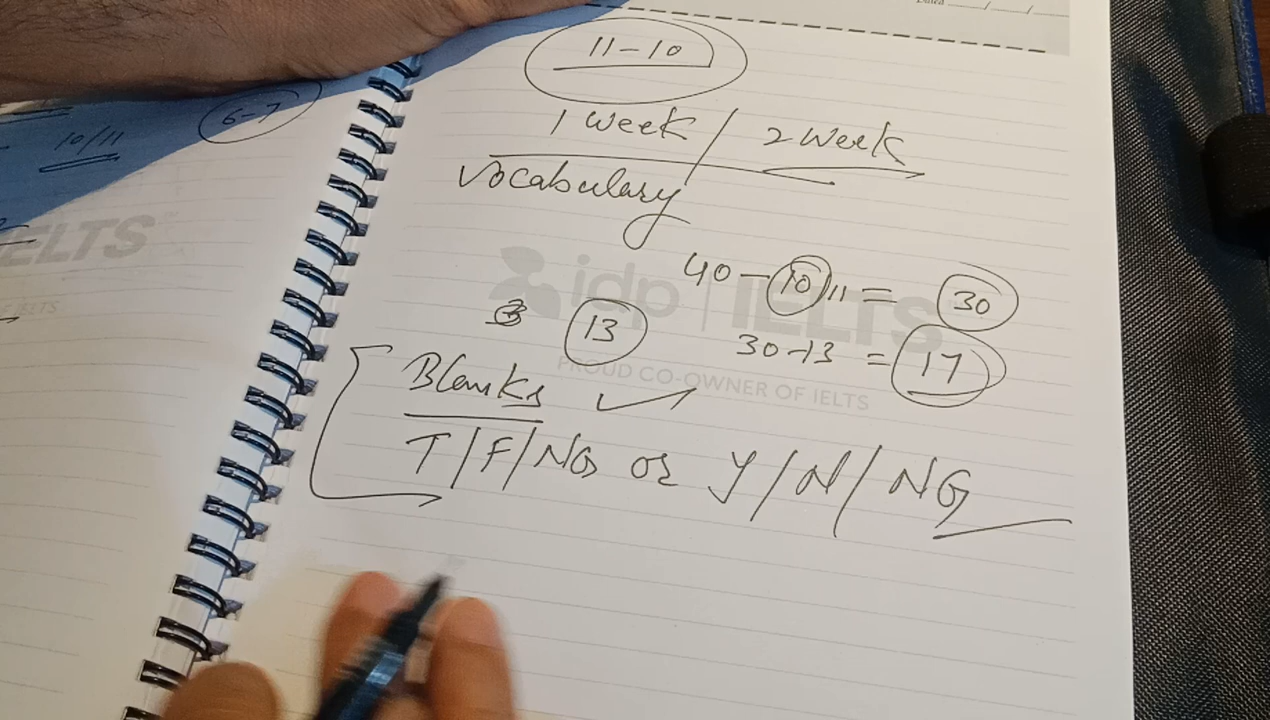 6-7
10/11
IELTS
11-10
1 Week / 2 Week
Vocabulary
40-10/11 = 30
idp IELTS
13
30-13 = 17
PROUD CO-OWNER OF IELTS
Blanks
T/F/NG or Y/N/NG